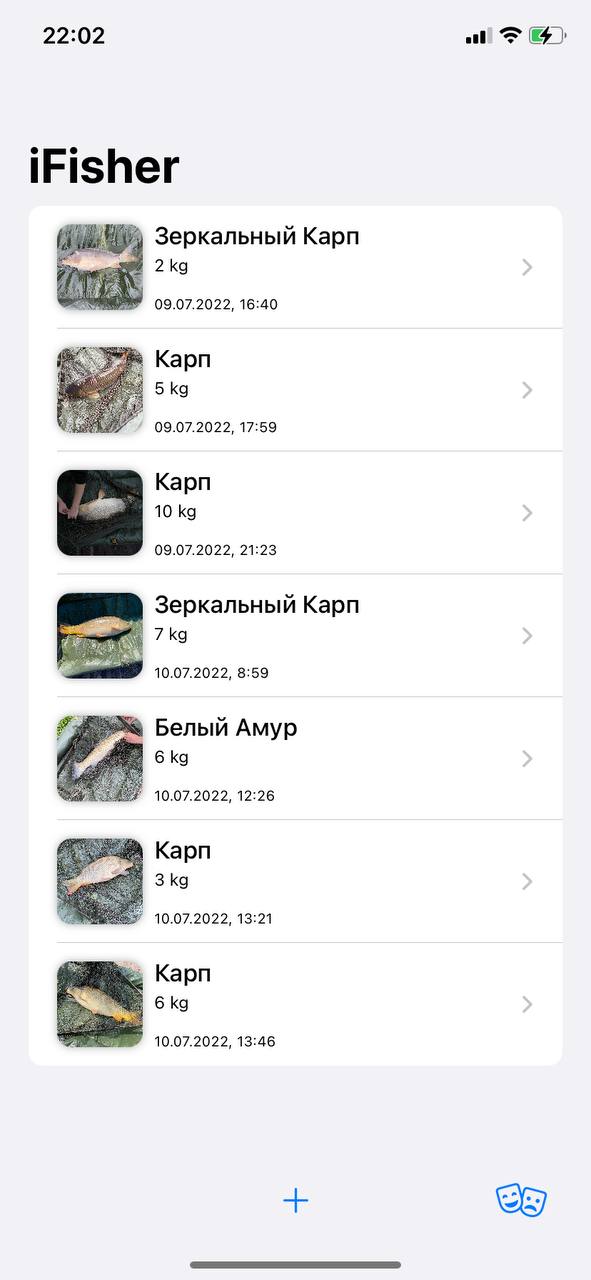 22:02
iFisher
Зеркальный Карп
2 kg
09.07.2022, 16:40
Карп
5 kg
09.07.2022, 17:59
Карп
10 kg
09.07.2022, 21:23
Зеркальный Карп
7 kg
10.07.2022, 8:59
Белый Амур
6 kg
10.07.2022, 12:26
Карп
3 kg
10.07.2022, 13:21
Карп
6 kg
10.07.2022, 13:46